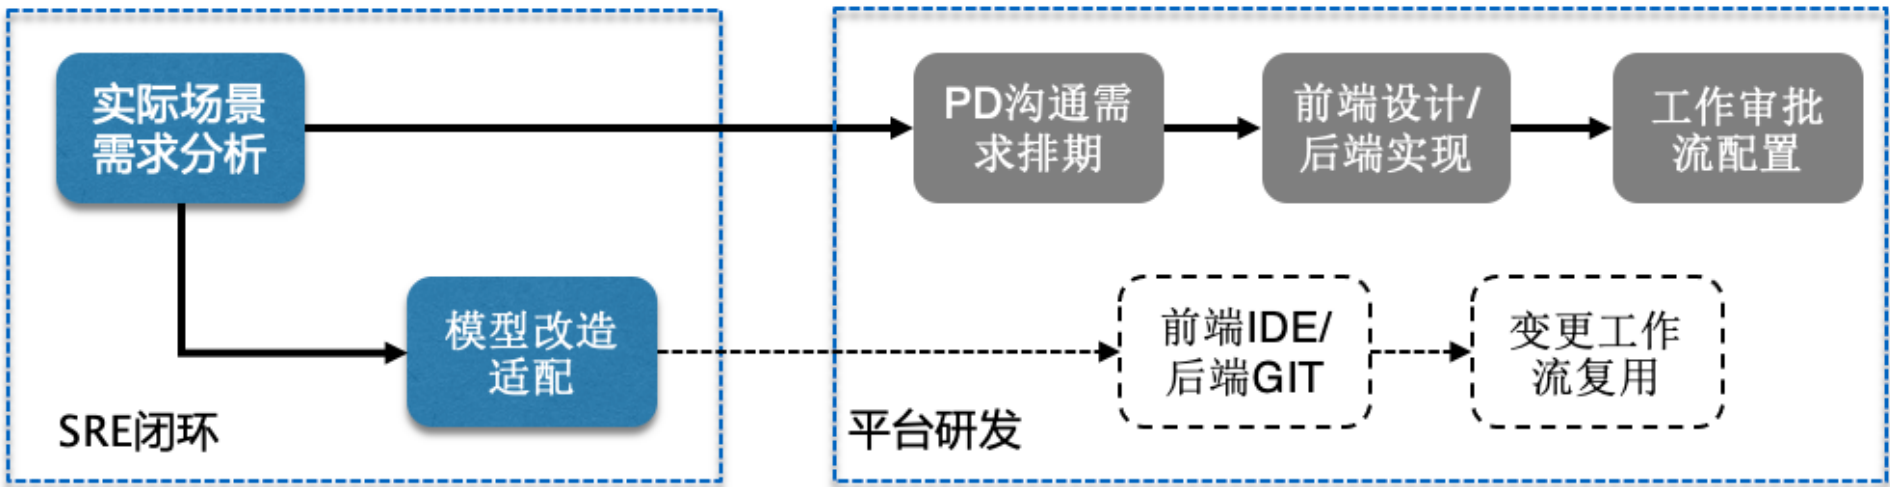 实际场景
需求分析
PD沟通需
求排期
前端设计/
后端实现
工作审批
流配置
模型改造
适配
前端IDE/
后端GIT
变更工作
流复用
SRE闭环
平台研发